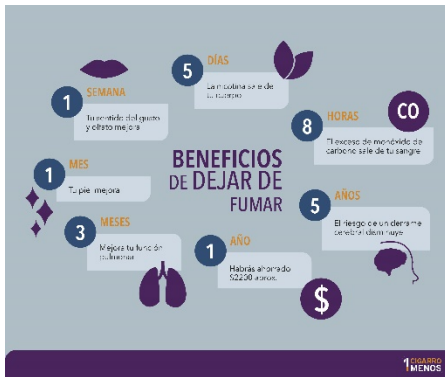 BENEFICIOS
DE DEJAR DE
FUMAR
8
HORAS
CO
El exceso de monóxido de
carbono sale de tu sangre
5
DÍAS
La nicotina sale de
tu cuerpo
1
SEMANA
Tu sentido del gusto
y olfato mejora
1
MES
Tu piel mejora
3
MESES
Mejora tu función
pulmonar
1
AÑO
Habrás ahorrado
$2200 aprox.
$
5
AÑOS
El riesgo de un derrame
cerebral disminuye
1 CIGARRO
MENOS